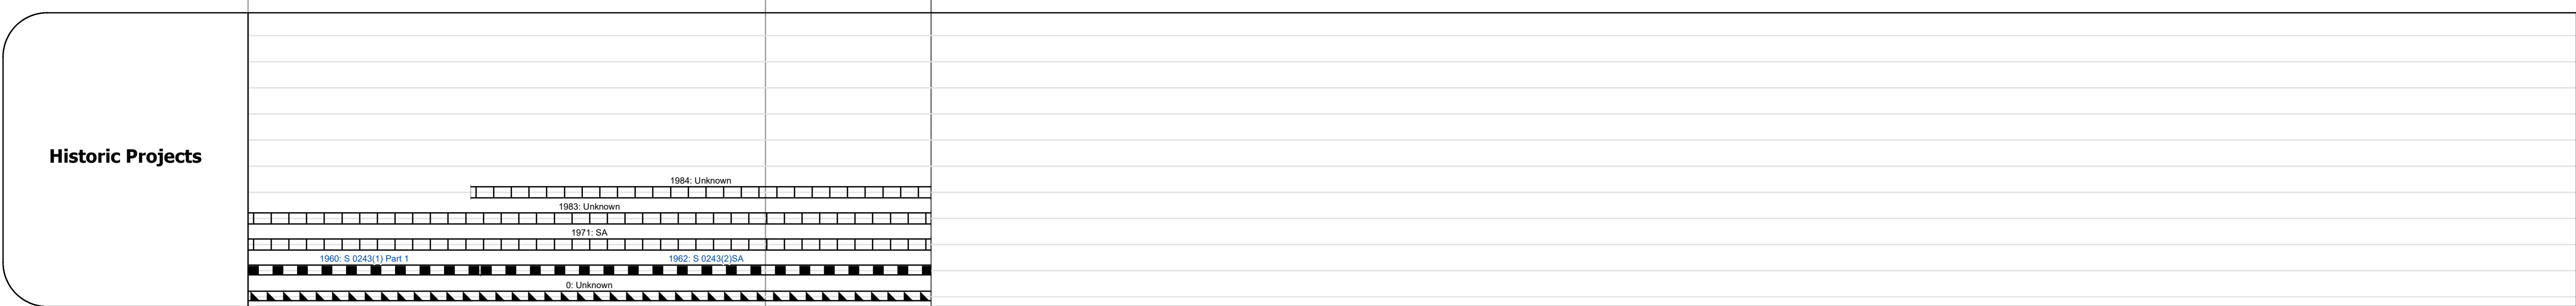 Historic Projects
1984: Unknown
1983: Unknown
1971: SA
1960: S 0243(1) Part 1
1962: S 0243(2)SA
0: Unknown